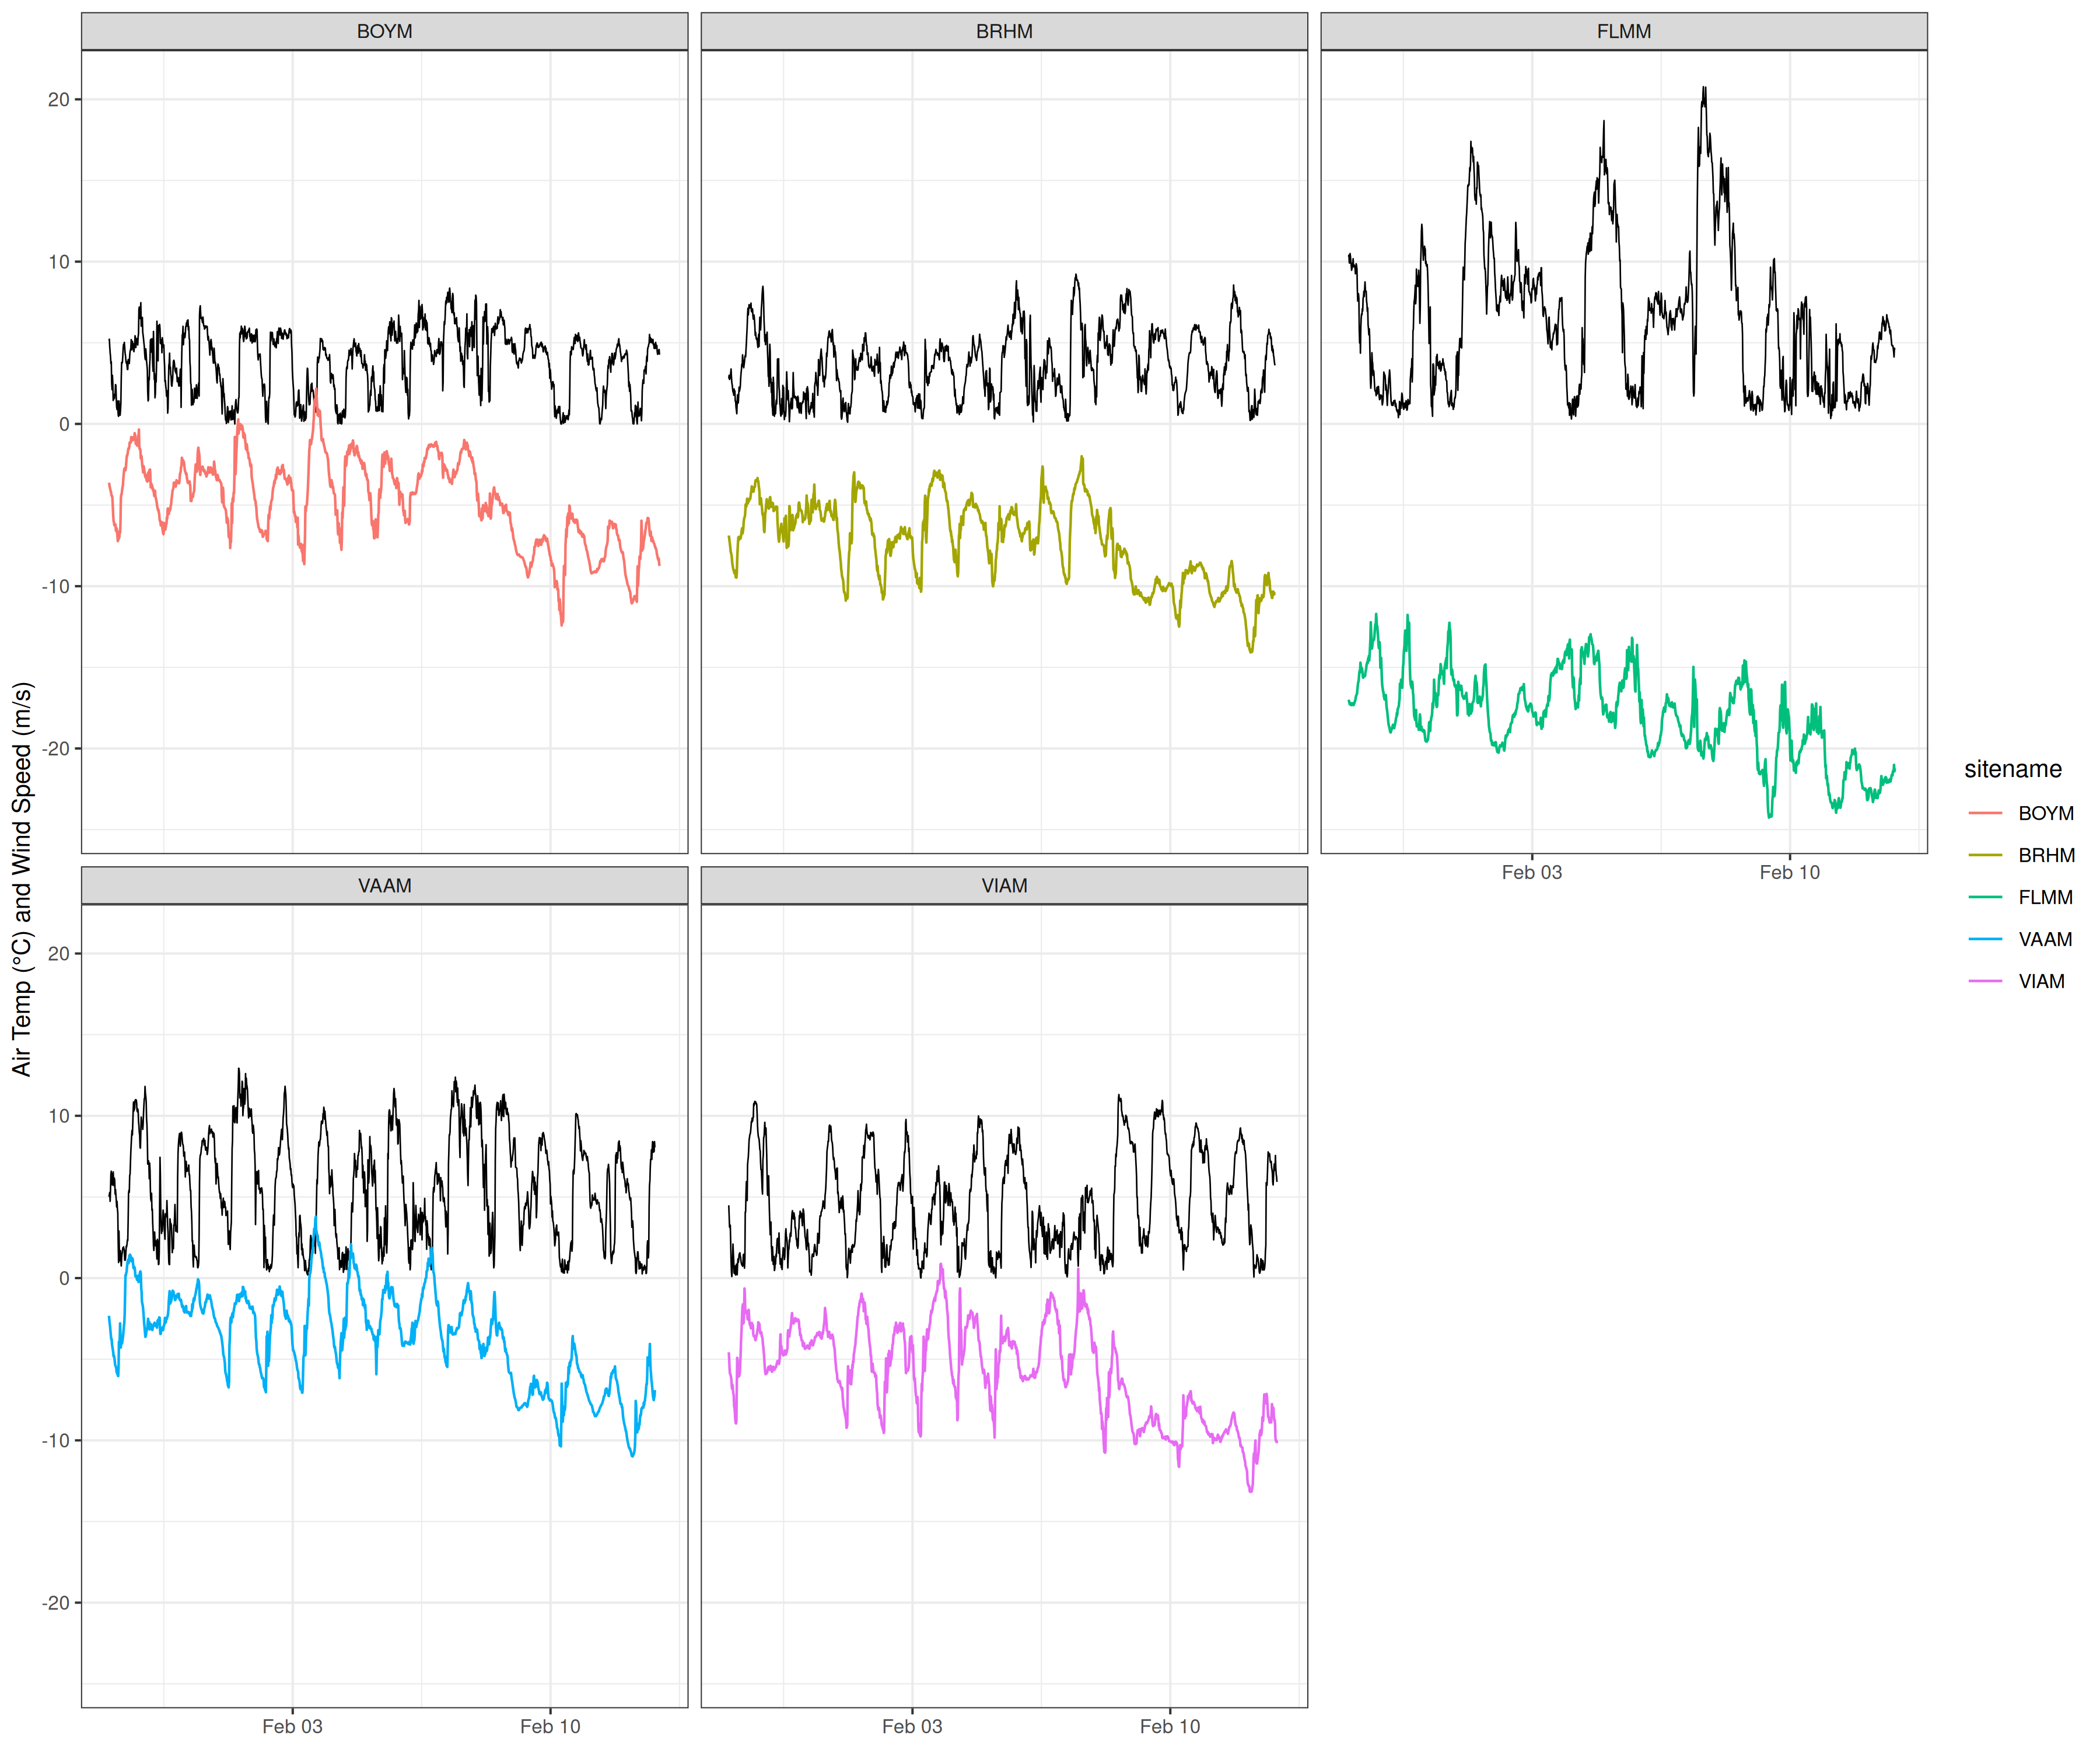 BOYM
BRHM
FLMM
20
10
0
-10
-20
Feb 03
Feb 10
VAAM
VIAM
20
10
0
-10
-20
Feb 03
Feb 10
Feb 03
Feb 10
Air Temp (°C) and Wind Speed (m/s)
sitename
BOYM
BRHM
FLMM
VAAM
VIAM